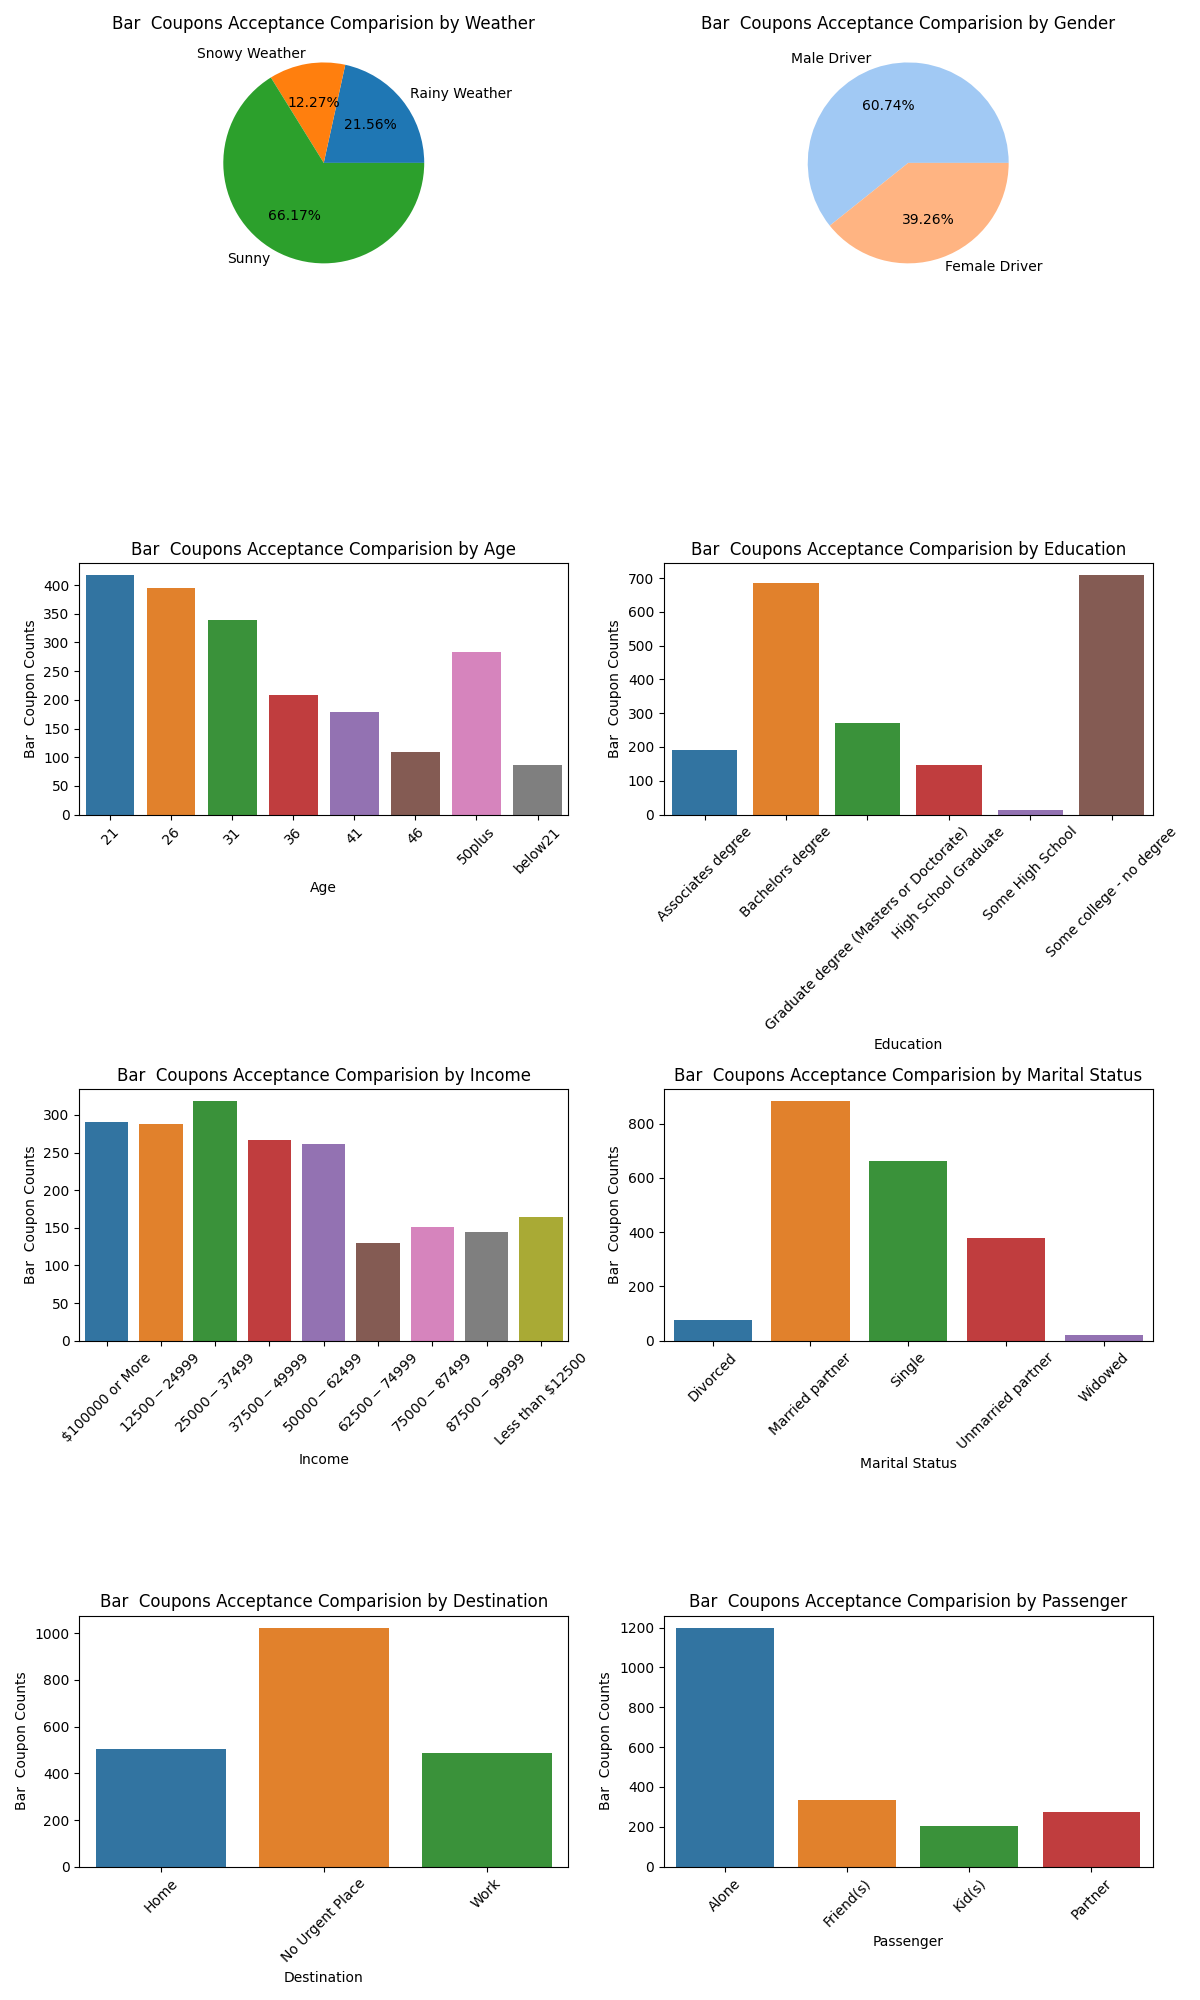 Bar  Coupons Acceptance Comparision by Weather
Snowy Weather
12.27%
Rainy Weather
21.56%
66.17%
Sunny
Bar  Coupons Acceptance Comparision by Gender
Male Driver
60.74%
39.26%
Female Driver
Bar  Coupons Acceptance Comparision by Age
Bar  Coupon Counts
400
350
300
250
200
150
100
50
0
21
26
31
36
41
46
50plus
below21
Age
Bar  Coupons Acceptance Comparision by Education
Bar  Coupon Counts
700
600
500
400
300
200
100
0
Associates degree
Bachelors degree
Graduate degree (Masters or Doctorate)
High School Graduate
Some High School
Some college - no degree
Education
Bar  Coupons Acceptance Comparision by Income
Bar  Coupon Counts
300
250
200
150
100
50
0
$100000 or More
12500 − 24999
25000 − 37499
37500 − 49999
50000 − 62499
62500 − 74999
75000 − 87499
87500 − 99999
Less than $12500
Income
Bar  Coupons Acceptance Comparision by Marital Status
Bar  Coupon Counts
800
600
400
200
0
Divorced
Married partner
Single
Unmarried partner
Widowed
Marital Status
Bar  Coupons Acceptance Comparision by Destination
Bar  Coupon Counts
1000
800
600
400
200
0
Home
No Urgent Place
Work
Destination
Bar  Coupons Acceptance Comparision by Passenger
Bar  Coupon Counts
1200
1000
800
600
400
200
0
Alone
Friend(s)
Kid(s)
Partner
Passenger